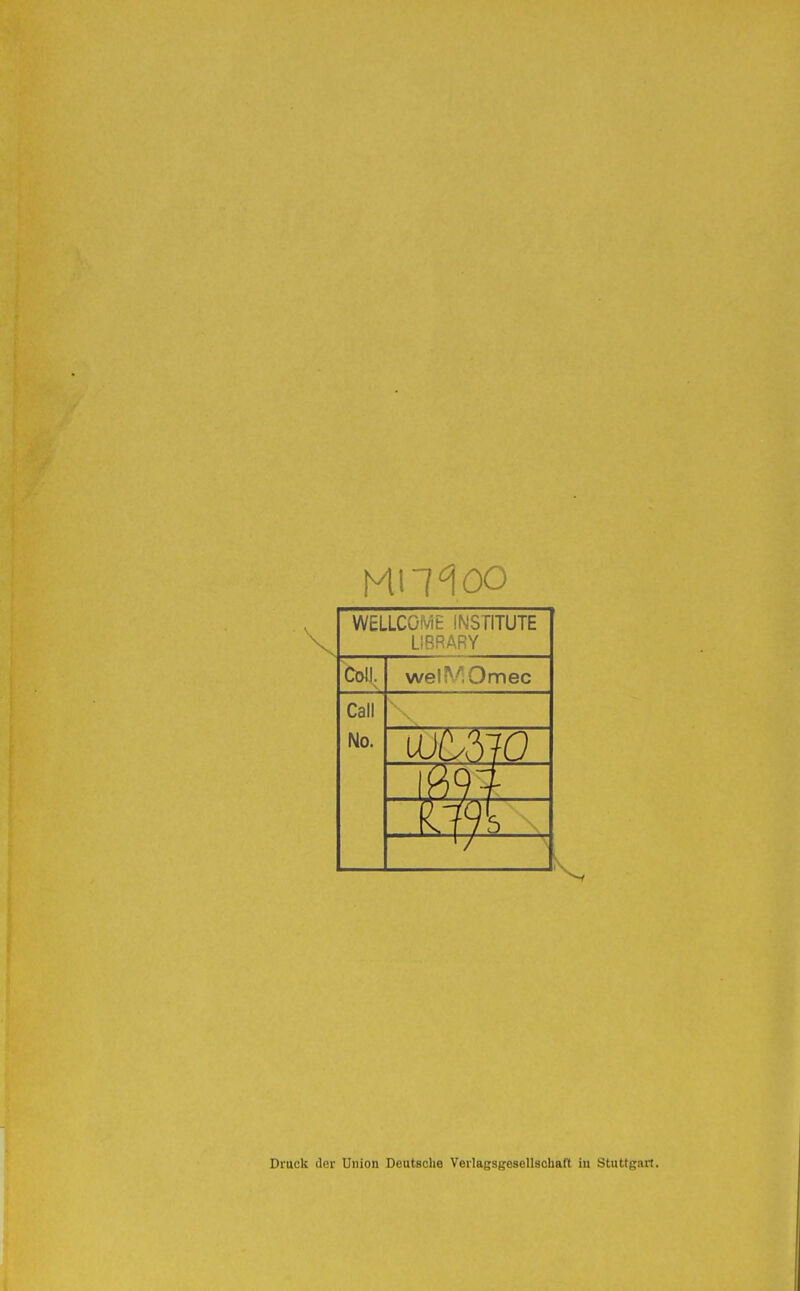 M17900
WELLCOME INSTITUTE
LIBRARY
Coll. welMOmec
Call
No. WC370
1897
R79s
Druck der Union Deutsche Verlagsgesellschaft in Stuttgart.